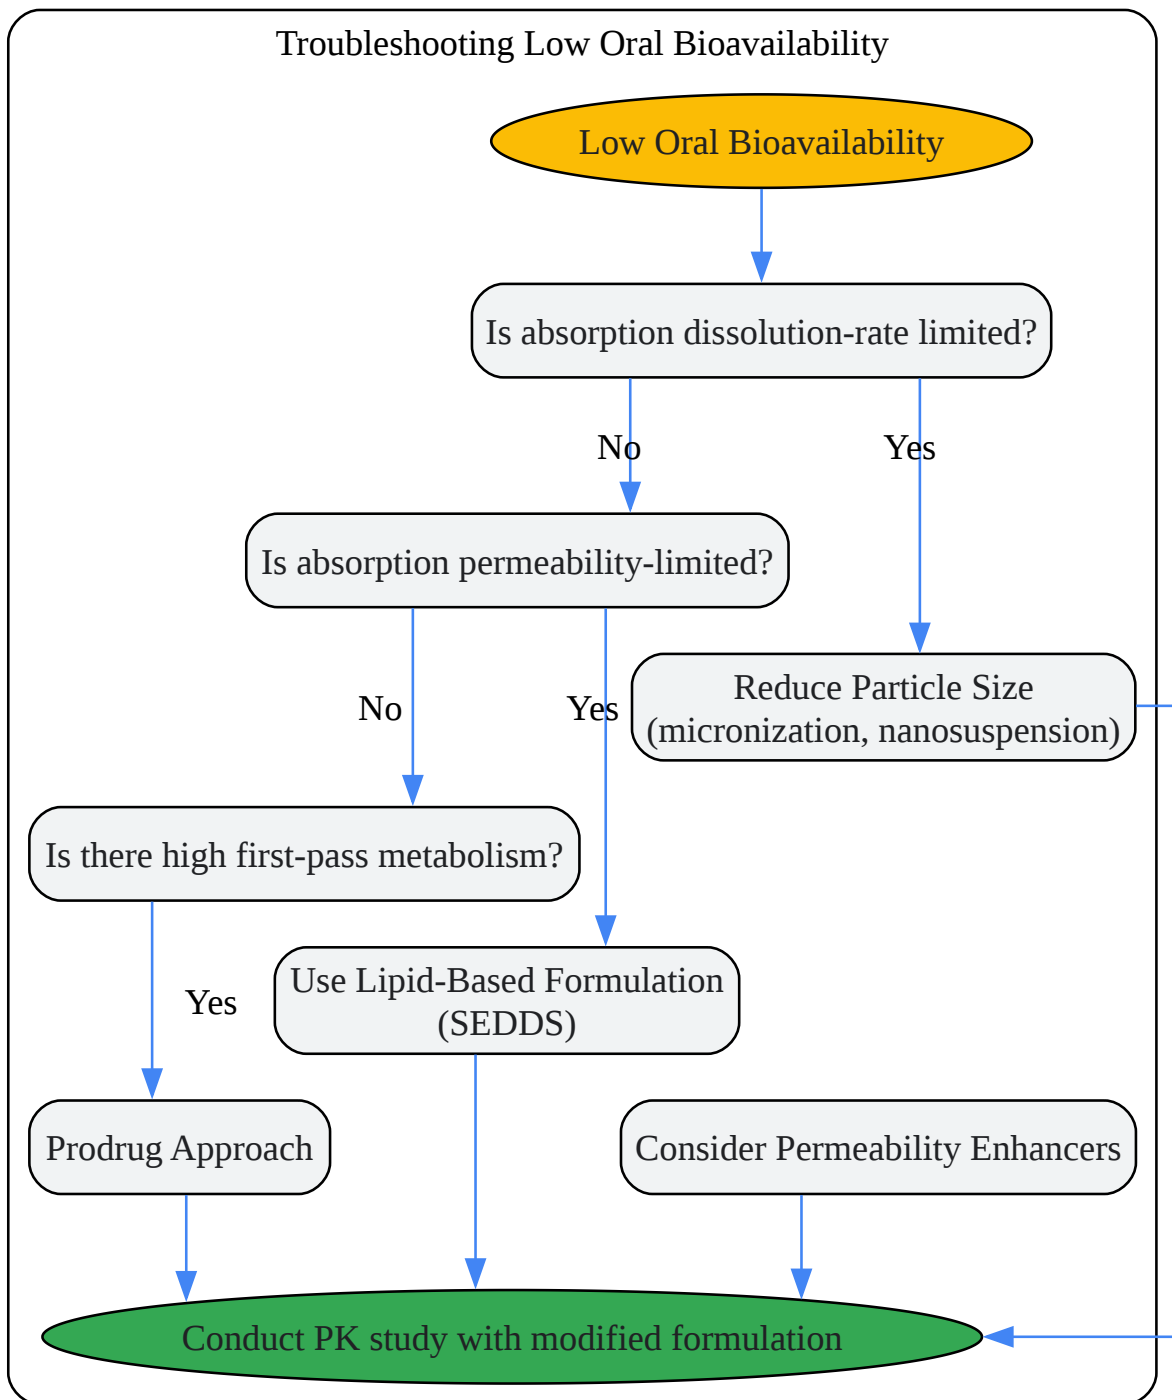 Troubleshooting Low Oral Bioavailability
Low Oral Bioavailability
Is absorption dissolution-rate limited?
No
Yes
Is absorption permeability-limited?
Reduce Particle Size
(micronization, nanosuspension)
No
Yes
Is there high first-pass metabolism?
Use Lipid-Based Formulation
(SEDDS)
Yes
Prodrug Approach
Consider Permeability Enhancers
Conduct PK study with modified formulation